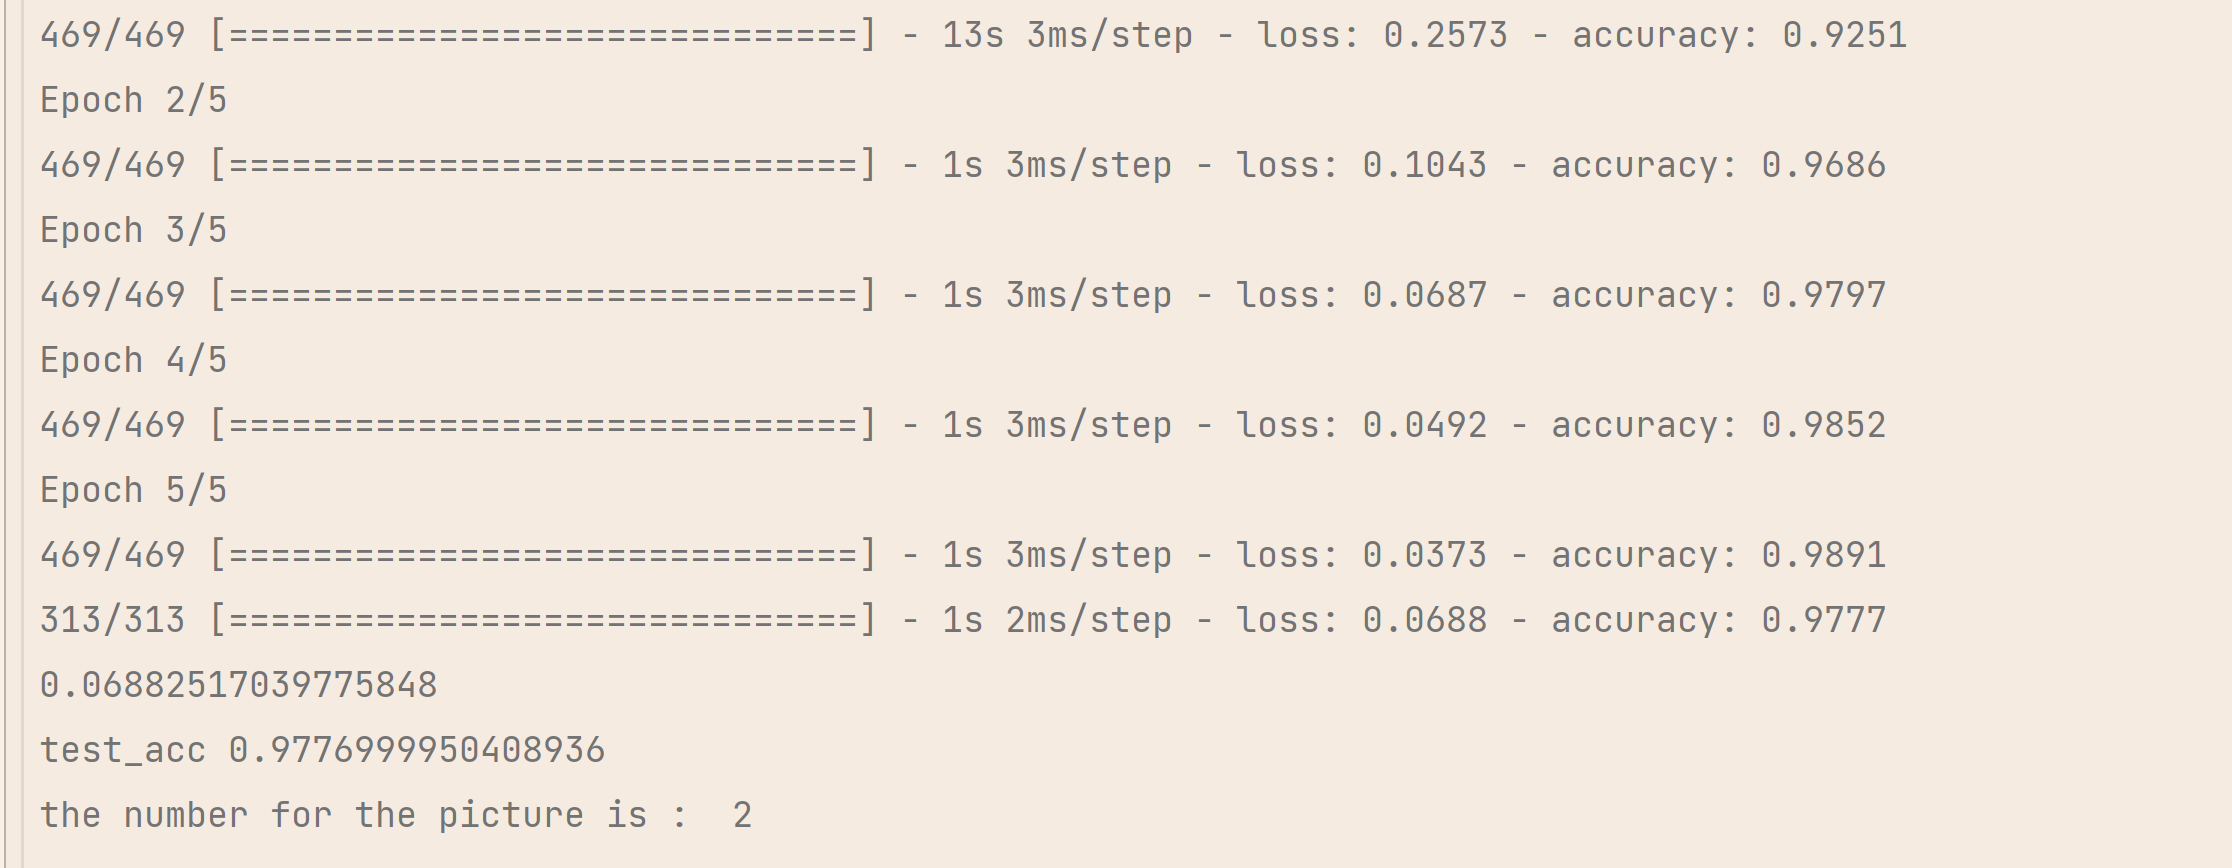 469/469 [==============================] - 13s 3ms/step - loss: 0.2573 - accuracy: 0.9251
Epoch 2/5
469/469 [==============================] - 1s 3ms/step - loss: 0.1043 - accuracy: 0.9686
Epoch 3/5
469/469 [==============================] - 1s 3ms/step - loss: 0.0687 - accuracy: 0.9797
Epoch 4/5
469/469 [==============================] - 1s 3ms/step - loss: 0.0492 - accuracy: 0.9852
Epoch 5/5
469/469 [==============================] - 1s 3ms/step - loss: 0.0373 - accuracy: 0.9891
313/313 [==============================] - 1s 2ms/step - loss: 0.0688 - accuracy: 0.9777
0.06882517039775848
test_acc 0.9776999950408936
the number for the picture is :  2